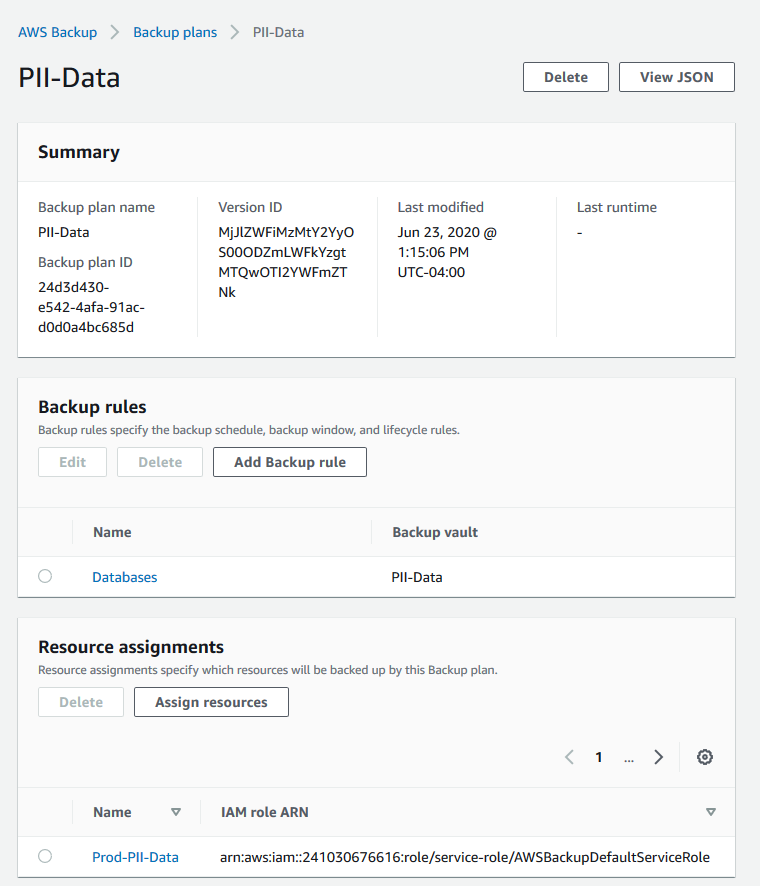 AWS Backup > Backup plans > PII-Data
PII-Data
Delete
View JSON
Summary
Backup plan name
PII-Data
Backup plan ID
24d3d430-
e542-4afa-91ac-
d0d0a4bc685d
Version ID
MjJlZWFiMzMtY2YyO
S00ODZmLWFkYzgt
MTQwOTI2YWFmZT
Nk
Last modified
Jun 23, 2020 @
1:15:06 PM
UTC-04:00
Last runtime
-
Backup rules
Backup rules specify the backup schedule, backup window, and lifecycle rules.
Edit
Delete
Add Backup rule
Name
Backup vault
Databases
PII-Data
Resource assignments
Resource assignments specify which resources will be backed up by this Backup plan.
Delete
Assign resources
1
...
Name
IAM role ARN
Prod-PII-Data
arn:aws:iam::241030676616:role/service-role/AWSBackupDefaultServiceRole